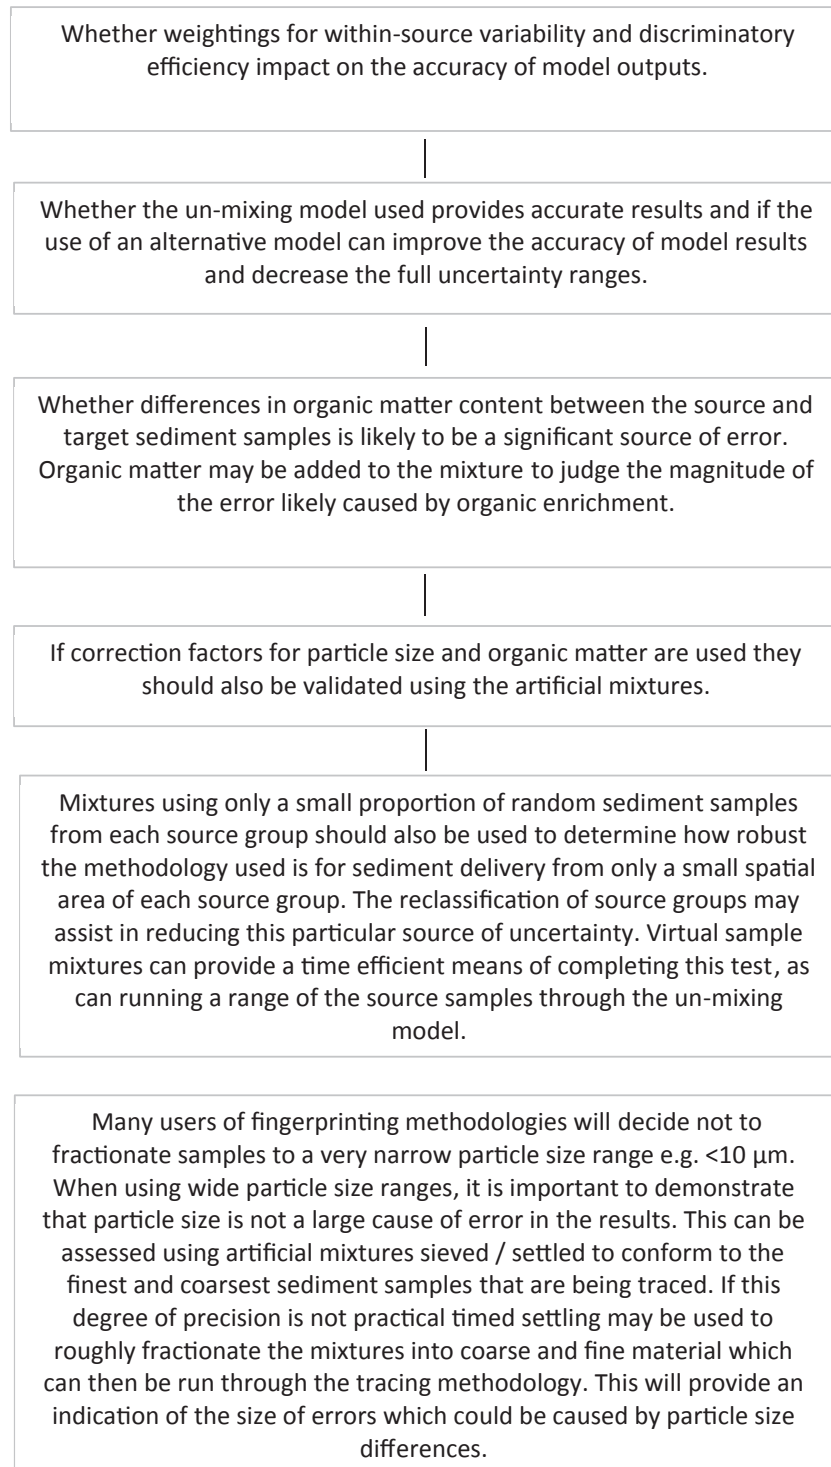 Whether weightings for within-source variability and discriminatory
efficiency impact on the accuracy of model outputs.
Whether the un-mixing model used provides accurate results and if the
use of an alternative model can improve the accuracy of model results
and decrease the full uncertainty ranges.
Whether differences in organic matter content between the source and
target sediment samples is likely to be a significant source of error.
Organic matter may be added to the mixture to judge the magnitude of
the error likely caused by organic enrichment.
If correction factors for particle size and organic matter are used they
should also be validated using the artificial mixtures.
Mixtures using only a small proportion of random sediment samples
from each source group should also be used to determine how robust
the methodology used is for sediment delivery from only a small spatial
area of each source group. The reclassification of source groups may
assist in reducing this particular source of uncertainty. Virtual sample
mixtures can provide a time efficient means of completing this test, as
can running a range of the source samples through the un-mixing
model.
Many users of fingerprinting methodologies will decide not to
fractionate samples to a very narrow particle size range e.g. <10 µm.
When using wide particle size ranges, it is important to demonstrate
that particle size is not a large cause of error in the results. This can be
assessed using artificial mixtures sieved / settled to conform to the
finest and coarsest sediment samples that are being traced. If this
degree of precision is not practical timed settling may be used to
roughly fractionate the mixtures into coarse and fine material which
can then be run through the tracing methodology. This will provide an
indication of the size of errors which could be caused by particle size
differences.